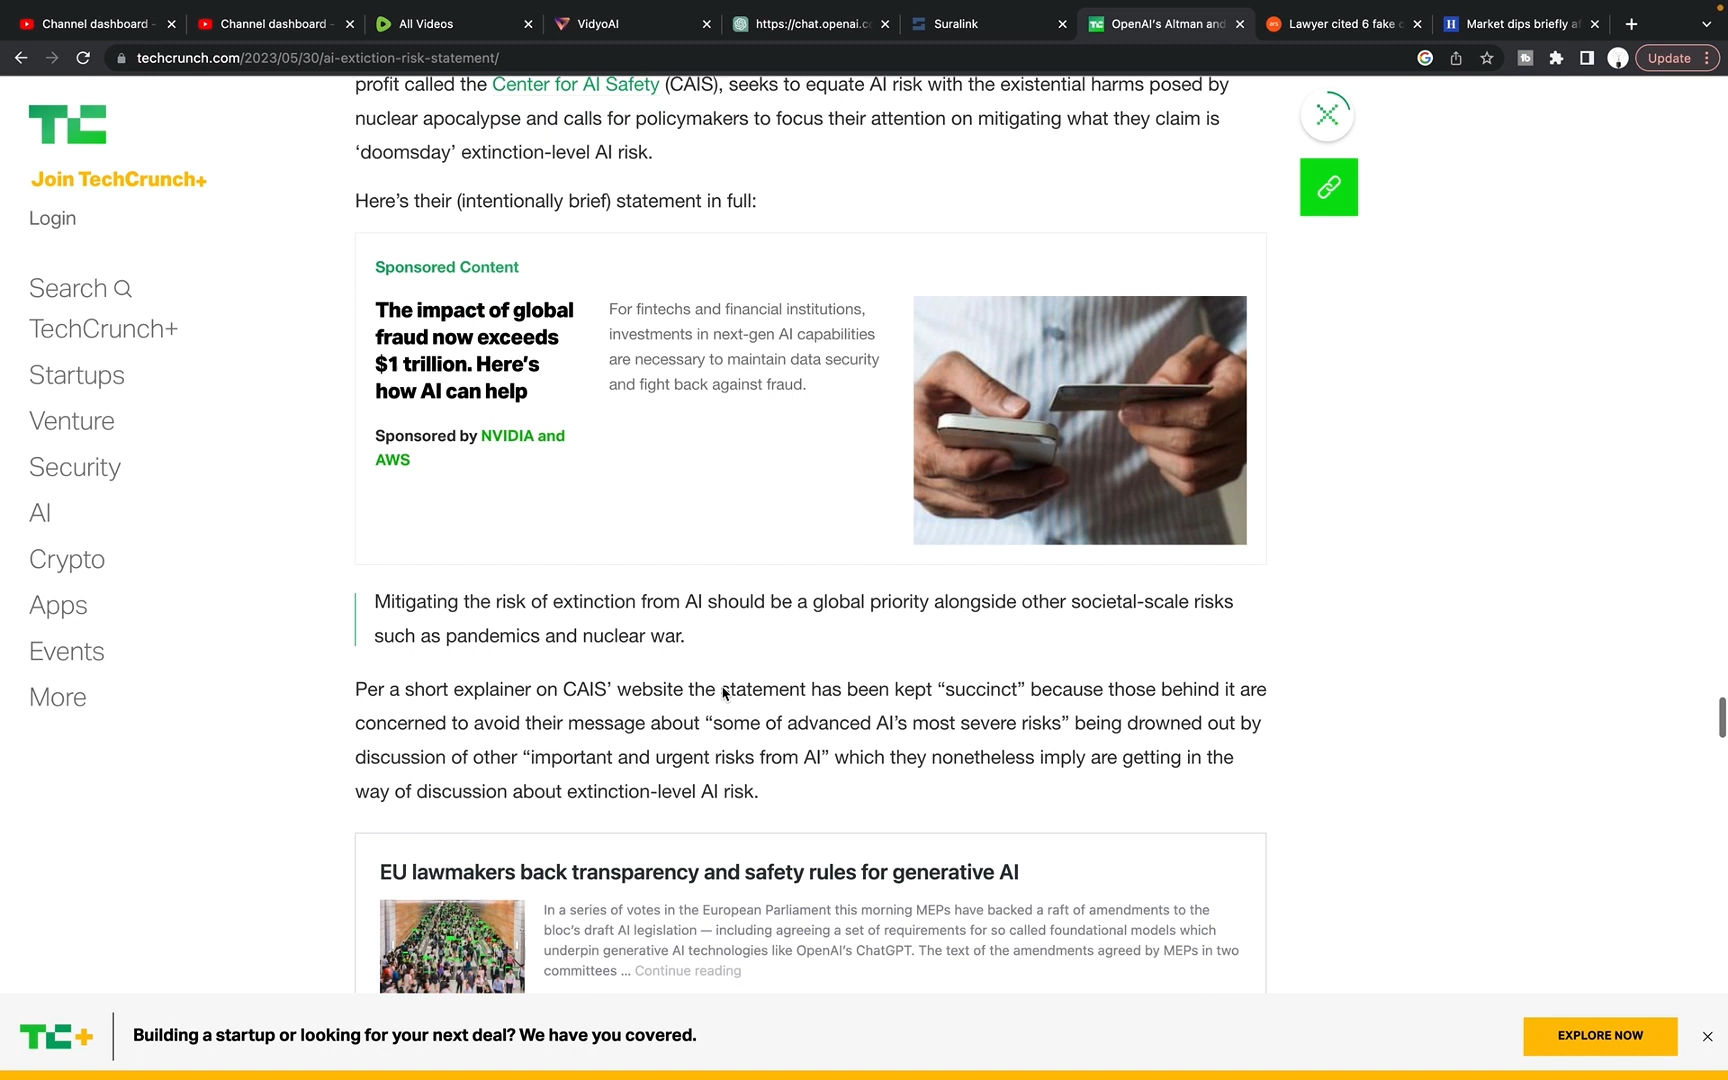 Channel dashboard -
Channel dashboard -
All Videos
VidyoAI
https://chat.openai.c
Suralink
OpenAI's Altman and
Lawyer cited 6 fake c
Market dips briefly a
techcrunch.com/2023/05/30/ai-extiction-risk-statement/
Update
TC
Join TechCrunch+
Login
Search
TechCrunch+
Startups
Venture
Security
AI
Crypto
Apps
Events
More
profit called the Center for AI Safety (CAIS), seeks to equate AI risk with the existential harms posed by
nuclear apocalypse and calls for policymakers to focus their attention on mitigating what they claim is
‘doomsday’ extinction-level AI risk.
Here’s their (intentionally brief) statement in full:
Sponsored Content
The impact of global
fraud now exceeds
$1 trillion. Here’s
how AI can help
Sponsored by NVIDIA and
AWS
For fintechs and financial institutions,
investments in next-gen AI capabilities
are necessary to maintain data security
and fight back against fraud.
Mitigating the risk of extinction from AI should be a global priority alongside other societal-scale risks
such as pandemics and nuclear war.
Per a short explainer on CAIS’ website the statement has been kept “succinct” because those behind it are
concerned to avoid their message about “some of advanced AI’s most severe risks” being drowned out by
discussion of other “important and urgent risks from AI” which they nonetheless imply are getting in the
way of discussion about extinction-level AI risk.
EU lawmakers back transparency and safety rules for generative AI
In a series of votes in the European Parliament this morning MEPs have backed a raft of amendments to the
bloc’s draft AI legislation — including agreeing a set of requirements for so called foundational models which
underpin generative AI technologies like OpenAI’s ChatGPT. The text of the amendments agreed by MEPs in two
committees ... Continue reading
TC+
Building a startup or looking for your next deal? We have you covered.
EXPLORE NOW